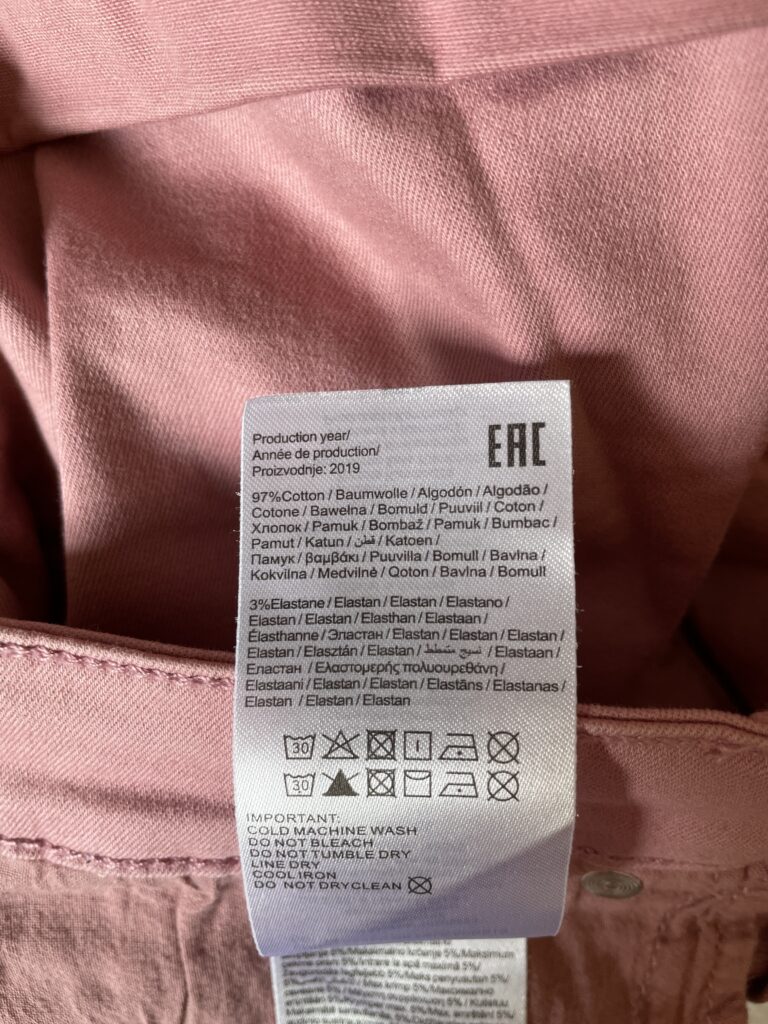 Production year/
Année de production/
Proizvodnje: 2019
EAC
97%Cotton / Baumwolle / Algodón / Algodão /
Cotone / Bawełna / Bomuld / Puuviil / Coton /
Хлопок / Pamuk / Bombaž / Pamuk / Bumbac /
Pamut / Katun / قطن / Katoen /
Памук / βαμβάκι / Puuvilla / Bomull / Bavlna /
Kokvilna / Medvilnė / Qoton / Bavlna / Bomull
3%Elastane / Elastan / Elastan / Elastano /
Elastan / Elastan / Elasthan / Elastaan /
Élasthanne / Эластан / Elastan / Elastan / Elastan /
Elastan / Elasztán / Elastan / نسيج متمطط / Elastaan /
Еластан / Ελαστομερής πολυουρεθάνη /
Elastaani / Elastan / Elastan / Elastāns / Elastanas /
Elastan / Elastan / Elastan
30
30
IMPORTANT:
COLD MACHINE WASH
DO NOT BLEACH
DO NOT TUMBLE DRY
LINE DRY
COOL IRON
DO NOT DRYCLEAN